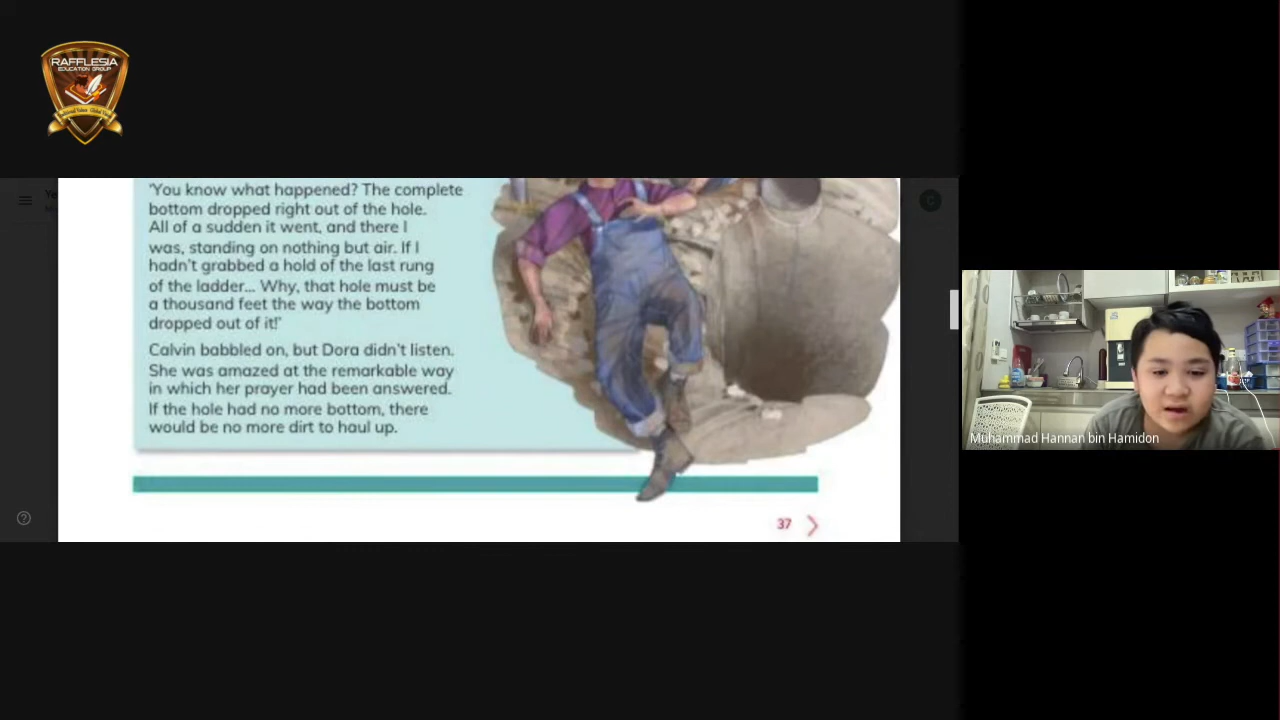 RAFFLESIA
EDUCATION GROUP
Ye
'You know what happened? The complete
bottom dropped right out of the hole.
All of a sudden it went, and there I
was, standing on nothing but air. If I
hadn't grabbed a hold of the last rung
of the ladder... Why, that hole must be
a thousand feet the way the bottom
dropped out of it!'
Calvin babbled on, but Dora didn't listen.
She was amazed at the remarkable way
in which her prayer had been answered.
If the hole had no more bottom, there
would be no more dirt to haul up.
37
Muhammad Hannan bin Hamidon